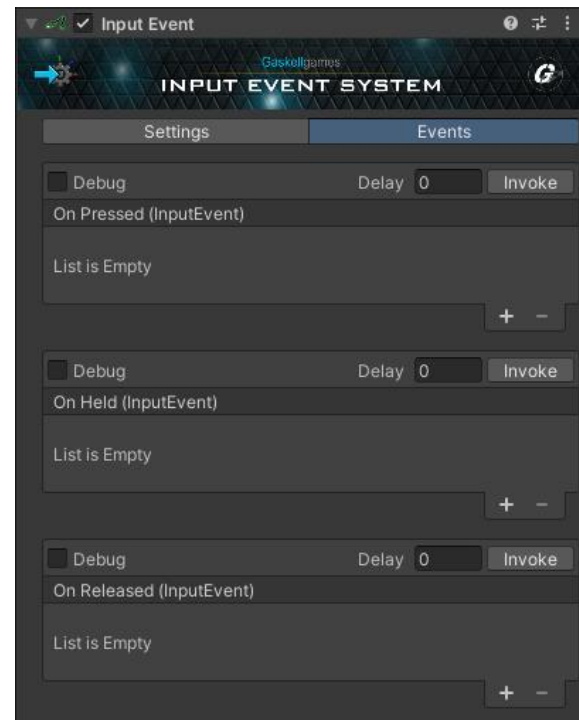 Input Event
Gaskellgames
INPUT EVENT SYSTEM
G
Settings Events
Debug Delay 0 Invoke
On Pressed (InputEvent)
List is Empty
+ −
Debug Delay 0 Invoke
On Held (InputEvent)
List is Empty
+ −
Debug Delay 0 Invoke
On Released (InputEvent)
List is Empty
+ −